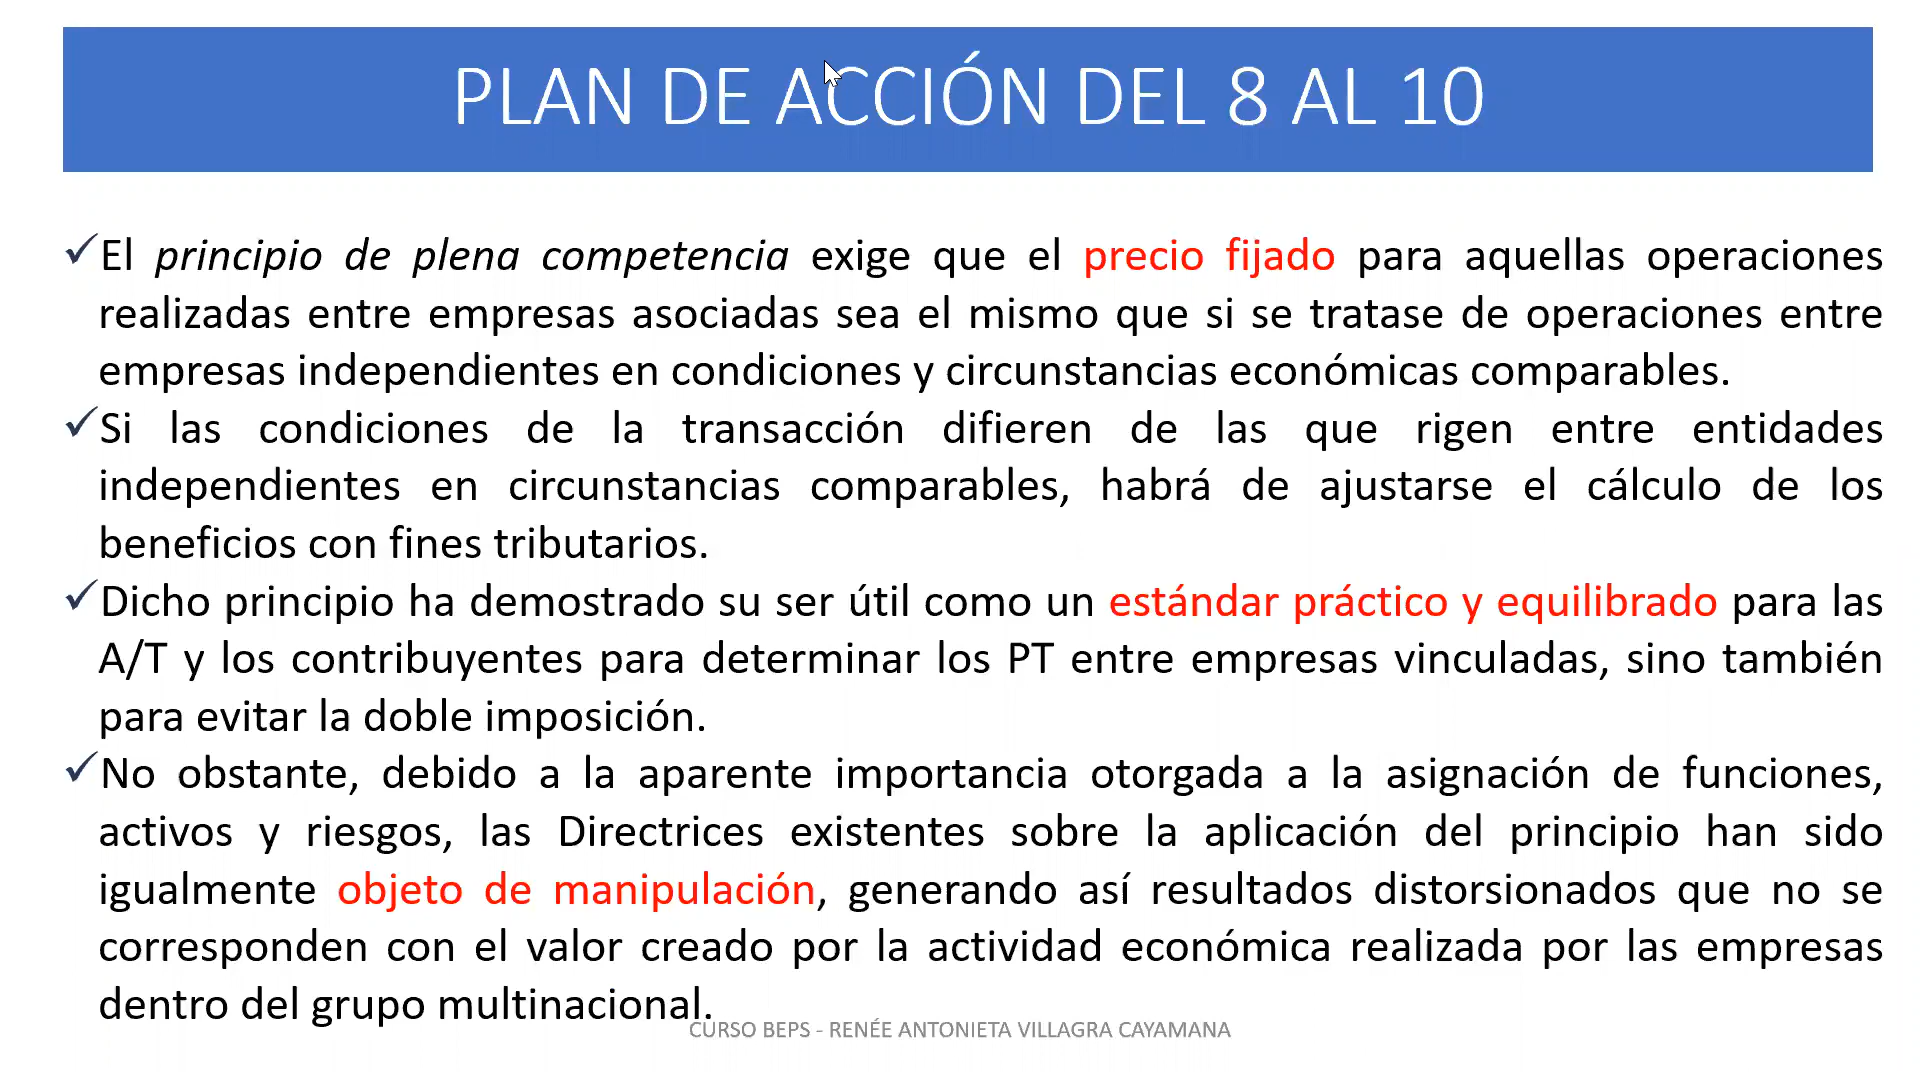 PLAN DE ACCIÓN DEL 8 AL 10
El principio de plena competencia exige que el precio fijado para aquellas operaciones
realizadas entre empresas asociadas sea el mismo que si se tratase de operaciones entre
empresas independientes en condiciones y circunstancias económicas comparables.
Si las condiciones de la transacción difieren de las que rigen entre entidades
independientes en circunstancias comparables, habrá de ajustarse el cálculo de los
beneficios con fines tributarios.
Dicho principio ha demostrado su ser útil como un estándar práctico y equilibrado para las
A/T y los contribuyentes para determinar los PT entre empresas vinculadas, sino también
para evitar la doble imposición.
No obstante, debido a la aparente importancia otorgada a la asignación de funciones,
activos y riesgos, las Directrices existentes sobre la aplicación del principio han sido
igualmente objeto de manipulación, generando así resultados distorsionados que no se
corresponden con el valor creado por la actividad económica realizada por las empresas
dentro del grupo multinacional.
CURSO BEPS - RENÉE ANTONIETA VILLAGRA CAYAMANA